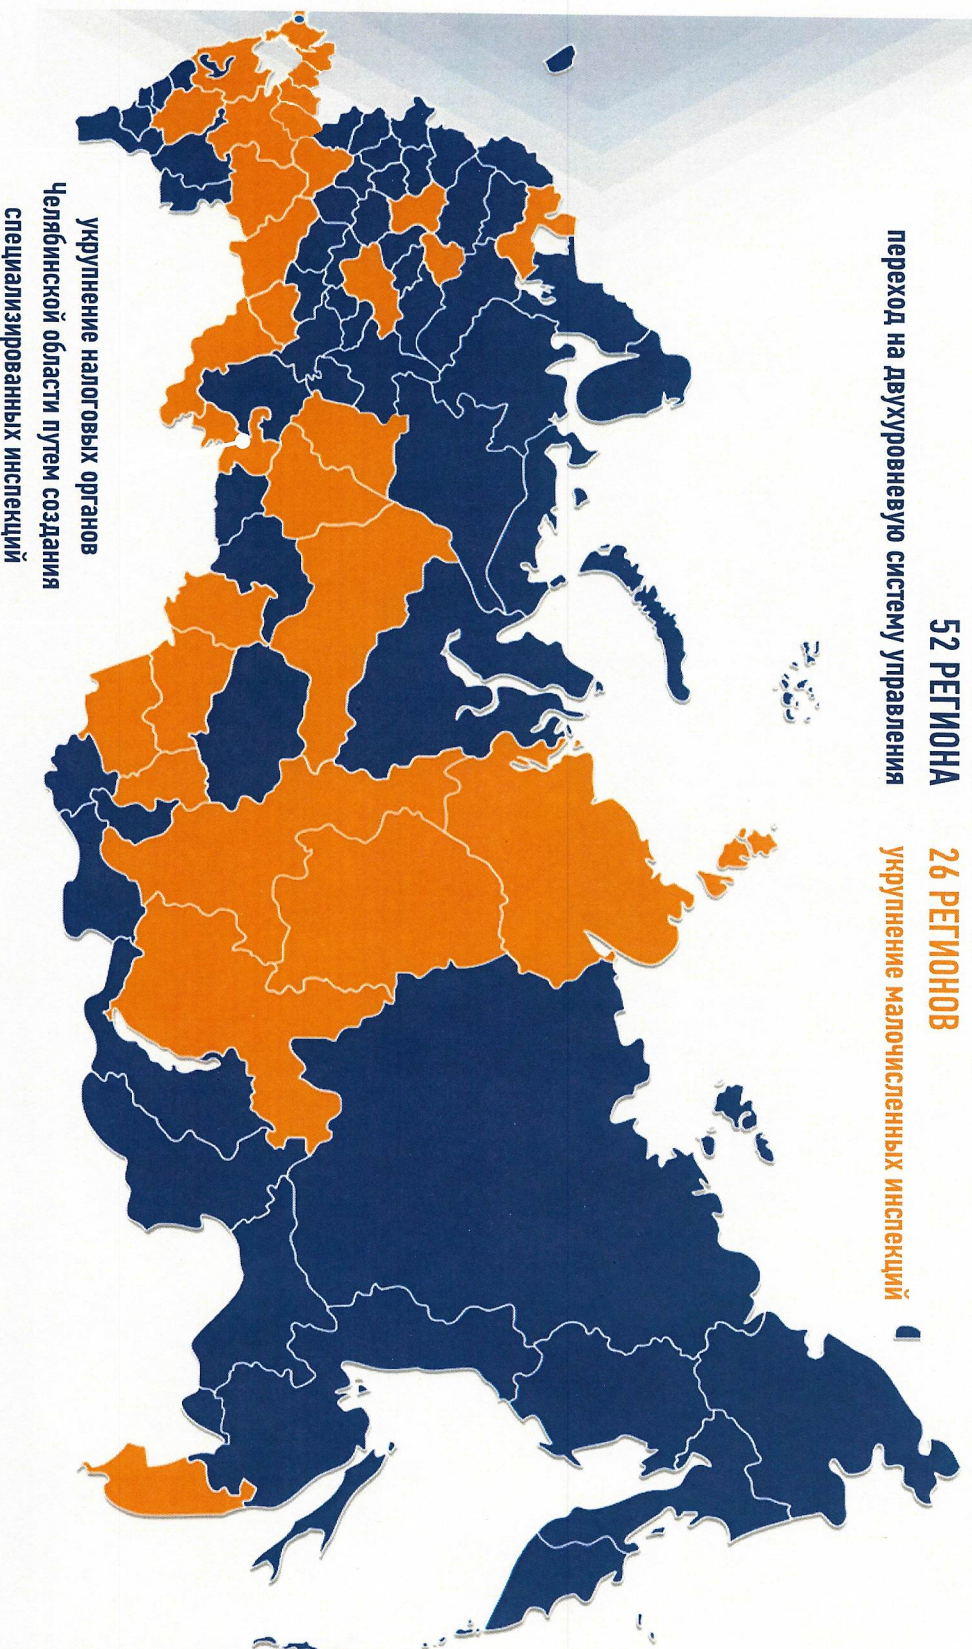 52 РЕГИОНА
переход на двухуровневую систему управления
26 РЕГИОНОВ
укрупнение малочисленных инспекций
укрупнение налоговых органов
Челябинской области путем создания
специализированных инспекций